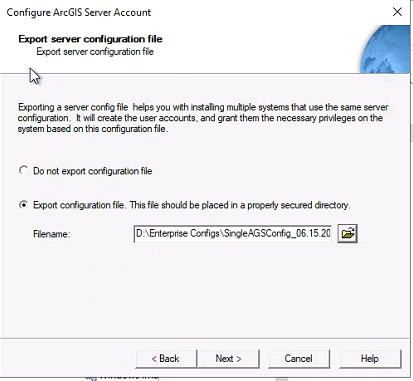 Configure ArcGIS Server Account
Export server configuration file
Export server configuration file
Exporting a server config file helps you with installing multiple systems that use the same server
configuration. It will create the user accounts, and grant them the necessary privileges on the
system based on this configuration file.
Do not export configuration file
Export configuration file. This file should be placed in a properly secured directory.
Filename: D:\Enterprise Configs\SingleAGSConfig_06.15.20
< Back Next > Cancel Help